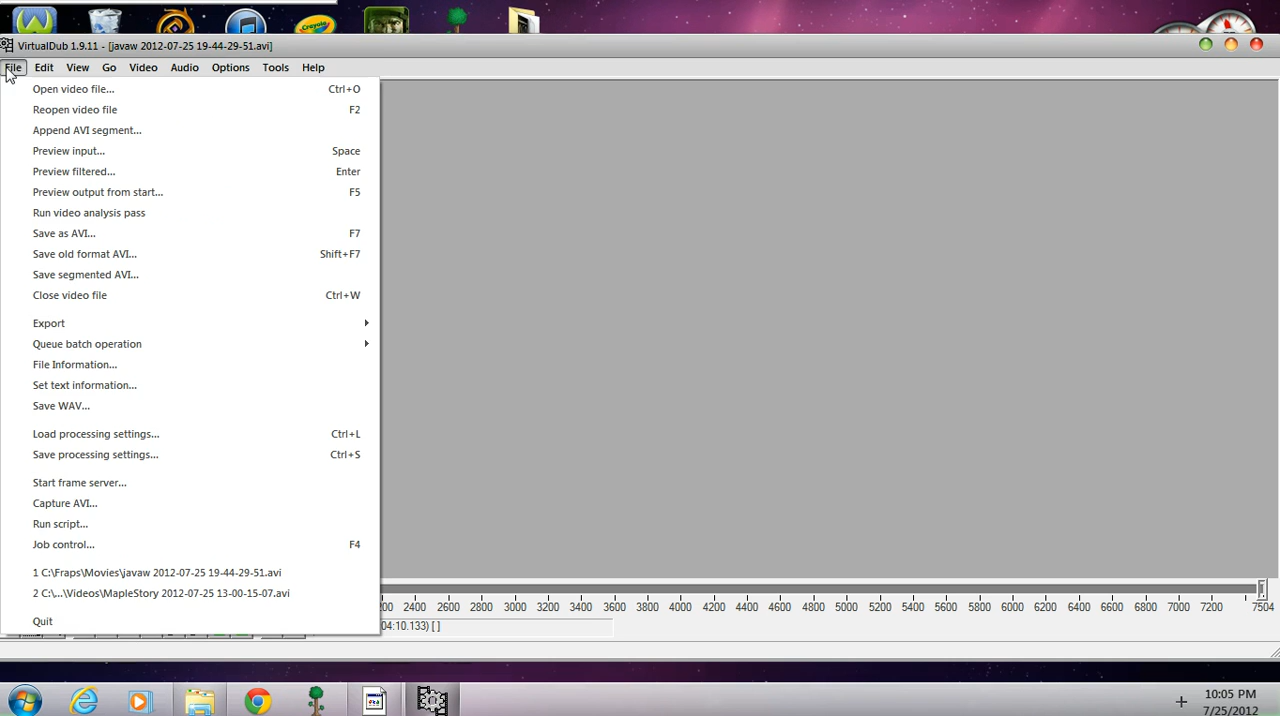 Crayola
VirtualDub 1.9.11 - [javaw 2012-07-25 19-44-29-51.avi]
File Edit View Go Video Audio Options Tools Help
Open video file... Ctrl+O
Reopen video file F2
Append AVI segment...
Preview input... Space
Preview filtered... Enter
Preview output from start... F5
Run video analysis pass
Save as AVI... F7
Save old format AVI... Shift+F7
Save segmented AVI...
Close video file Ctrl+W
Export
Queue batch operation
File Information...
Set text information...
Save WAV...
Load processing settings... Ctrl+L
Save processing settings... Ctrl+S
Start frame server...
Capture AVI...
Run script...
Job control... F4
1 C:\Fraps\Movies\javaw 2012-07-25 19-44-29-51.avi
2 C:\...\Videos\MapleStory 2012-07-25 13-00-15-07.avi
Quit
2400 2600 2800 3000 3200 3400 3600 3800 4000 4200 4400 4600 4800 5000 5200 5400 5600 5800 6000 6200 6400 6600 6800 7000 7200 7504
04:10.133) [ ]
10:05 PM
7/25/2012